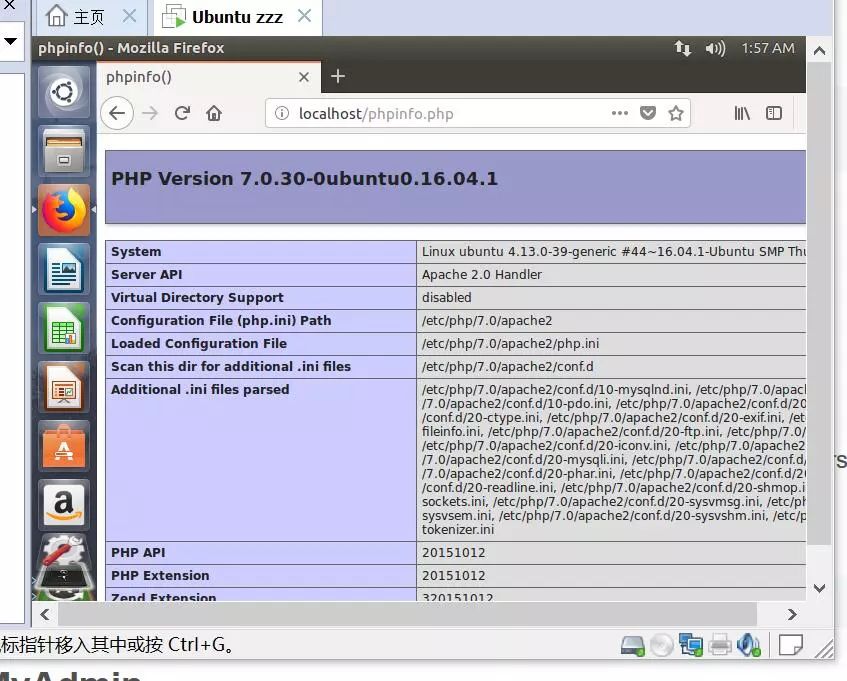 主页
Ubuntu zzz
phpinfo() - Mozilla Firefox
1:57 AM
phpinfo()
localhost/phpinfo.php
PHP Version 7.0.30-0ubuntu0.16.04.1
System Linux ubuntu 4.13.0-39-generic #44~16.04.1-Ubuntu SMP Thu
Server API Apache 2.0 Handler
Virtual Directory Support disabled
Configuration File (php.ini) Path /etc/php/7.0/apache2
Loaded Configuration File /etc/php/7.0/apache2/php.ini
Scan this dir for additional .ini files /etc/php/7.0/apache2/conf.d
Additional .ini files parsed /etc/php/7.0/apache2/conf.d/10-mysqlnd.ini, /etc/php/7.0/apac
/7.0/apache2/conf.d/10-pdo.ini, /etc/php/7.0/apache2/conf.d/20
/conf.d/20-ctype.ini, /etc/php/7.0/apache2/conf.d/20-exif.ini, /et
fileinfo.ini, /etc/php/7.0/apache2/conf.d/20-ftp.ini, /etc/php/7.0/
/etc/php/7.0/apache2/conf.d/20-iconv.ini, /etc/php/7.0/apache2
/7.0/apache2/conf.d/20-mysqli.ini, /etc/php/7.0/apache2/conf.d/
/7.0/apache2/conf.d/20-phar.ini, /etc/php/7.0/apache2/conf.d/
/conf.d/20-readline.ini, /etc/php/7.0/apache2/conf.d/20-shmop.i
sockets.ini, /etc/php/7.0/apache2/conf.d/20-sysvmsg.ini, /etc/ph
sysvsem.ini, /etc/php/7.0/apache2/conf.d/20-sysvshm.ini, /etc/p
tokenizer.ini
PHP API 20151012
PHP Extension 20151012
Zend Extension 320151012
标指针移入其中或按 Ctrl+G。
MyAdmin